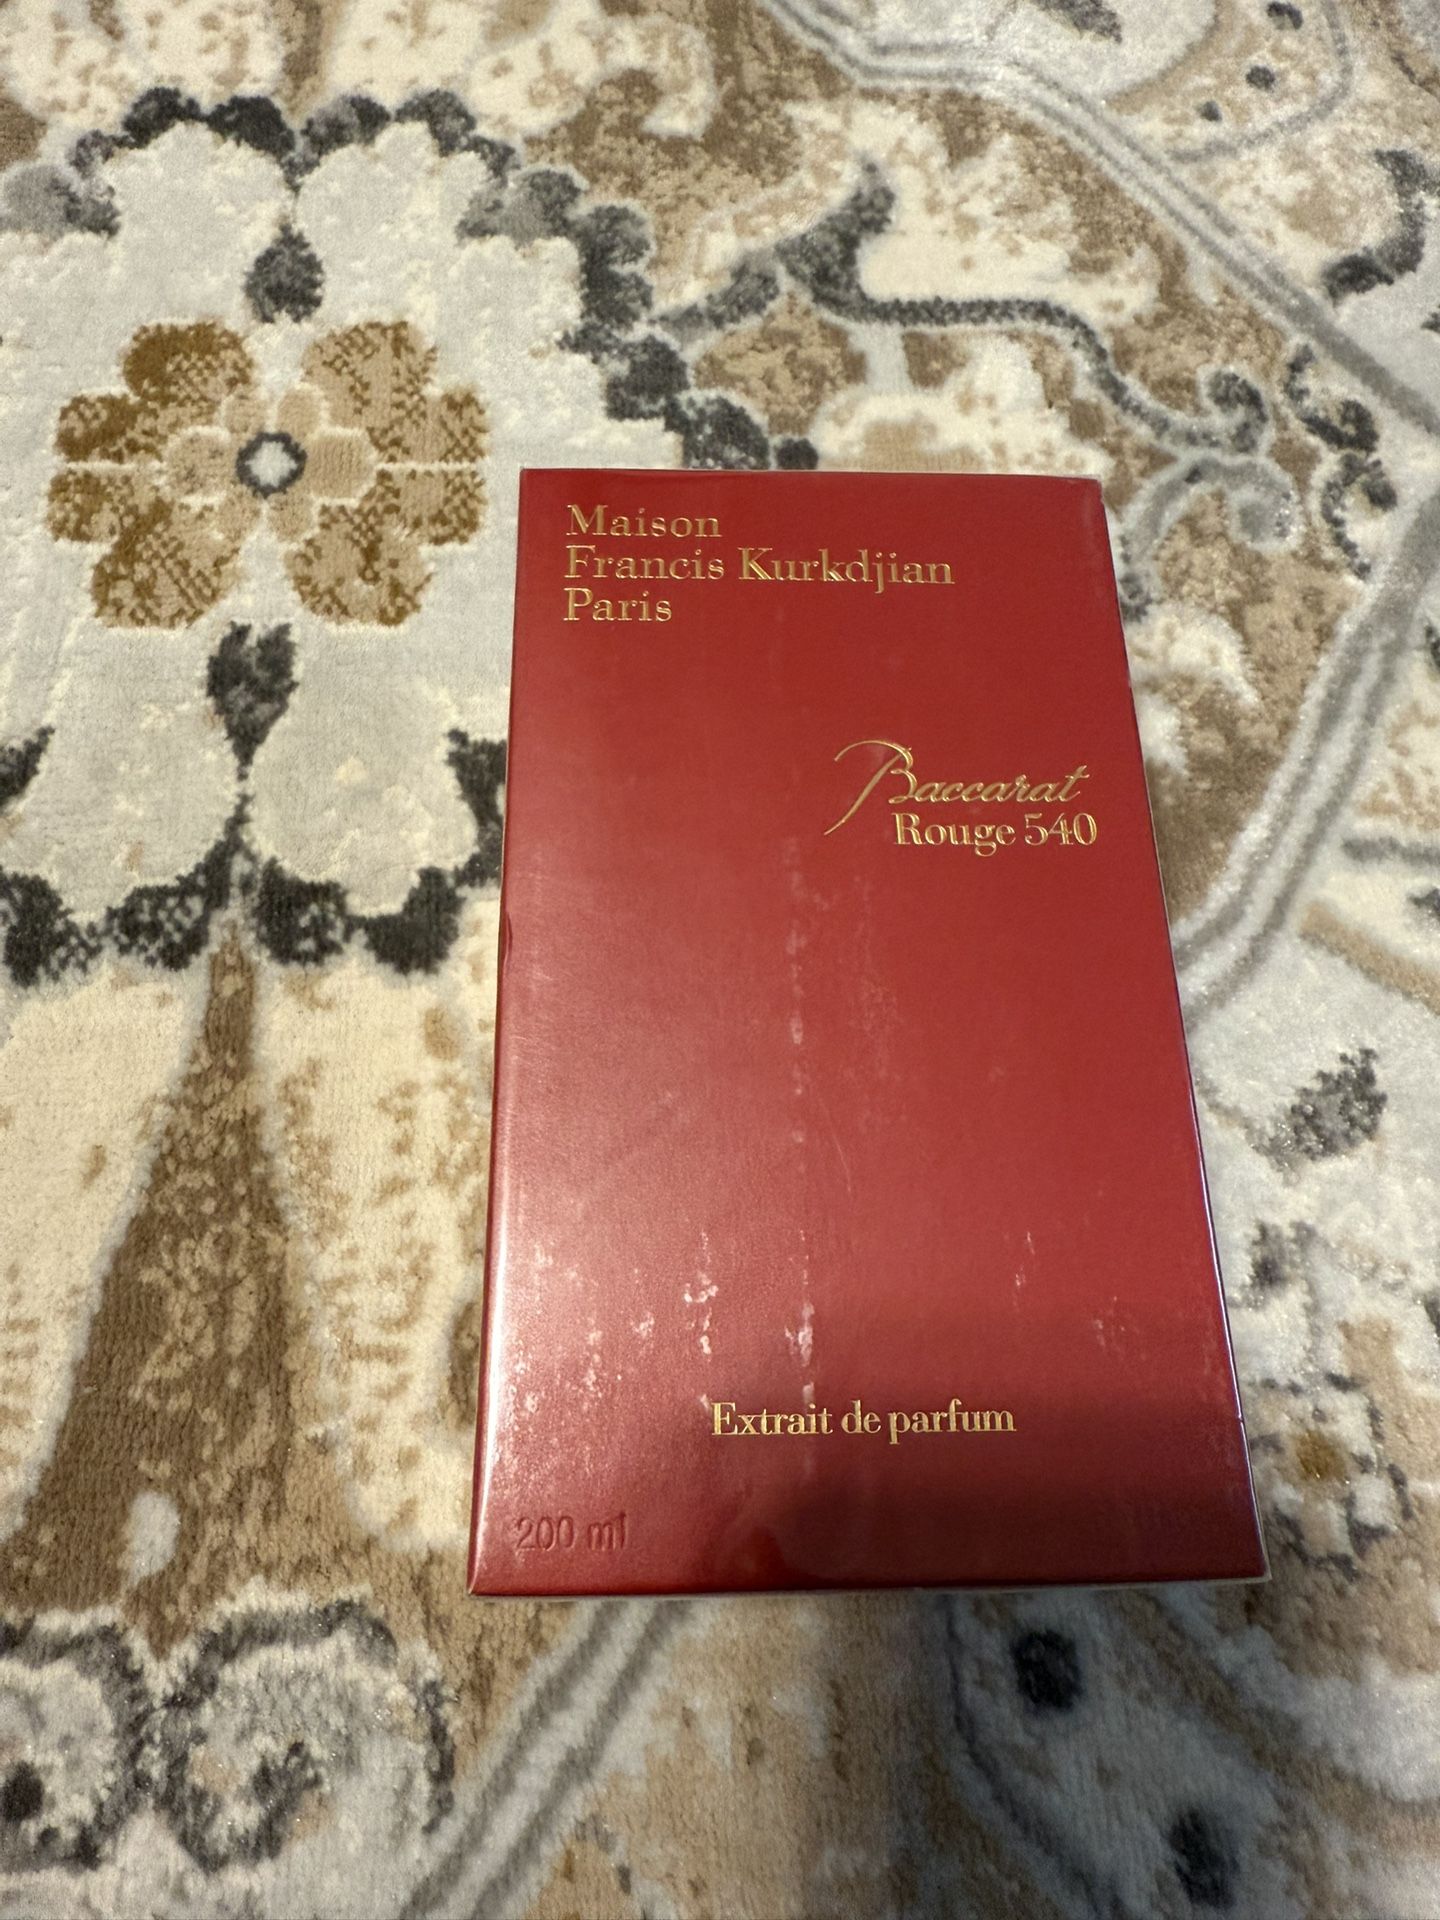 Maison
Francis Kurkdjian
Paris
Baccarat
Rouge 540
Extrait de parfum
200 ml